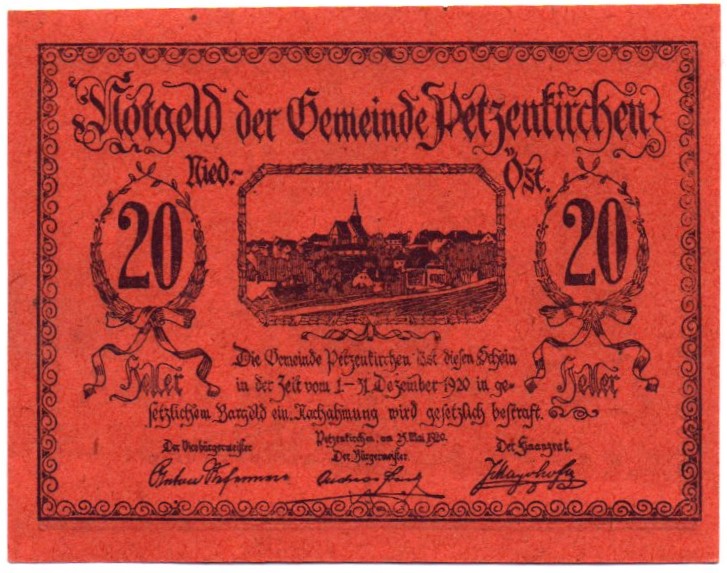 Notgeld der Gemeinde Petzenkirchen
Nied.- Öst.
20 20
Heller Heller
Die Gemeinde Petzenkirchen löst diesen Schein
in der Zeit vom 1-31. Dezember 1920 in ge-
setzlichem Bargeld ein. Nachahmung wird gesetzlich bestraft.
Petzenkirchen, am 25 Mai 1920.
Der Vizebürgermeister Der Bürgermeister. Der Finanzrat.